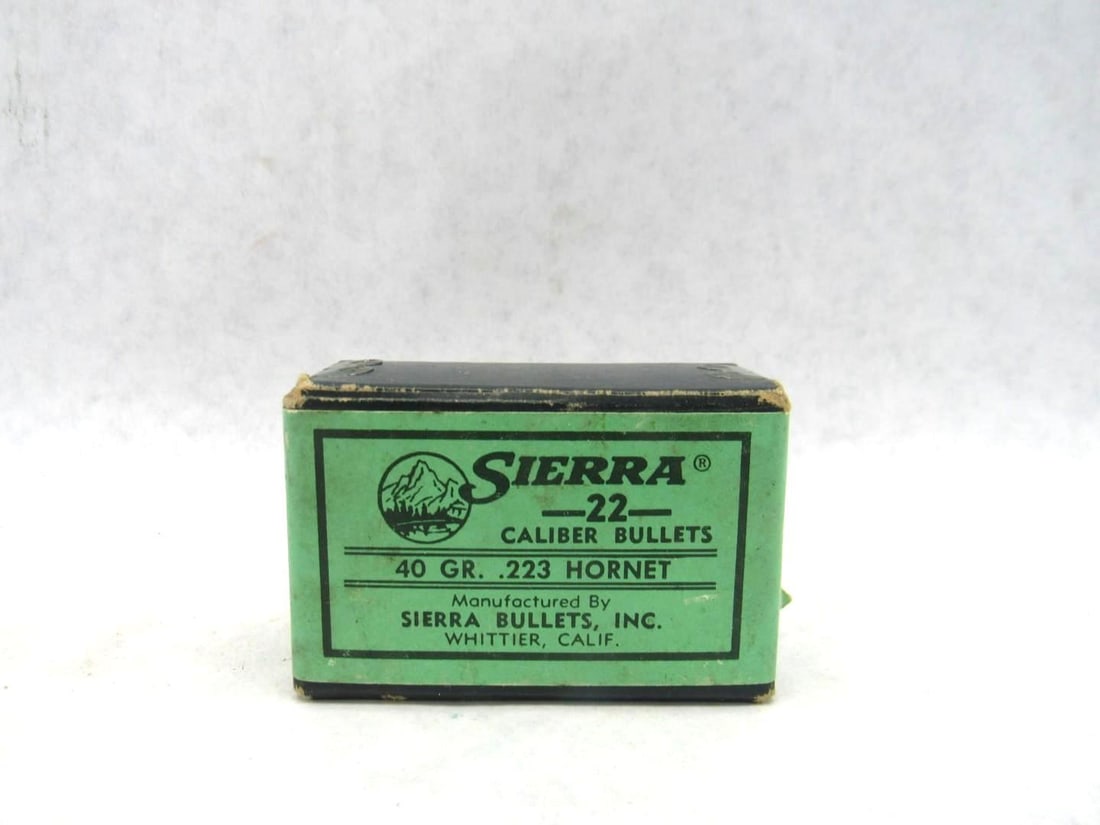 SIERRA ®
—22—
CALIBER BULLETS
40 GR. .223 HORNET
Manufactured By
SIERRA BULLETS, INC.
WHITTIER, CALIF.